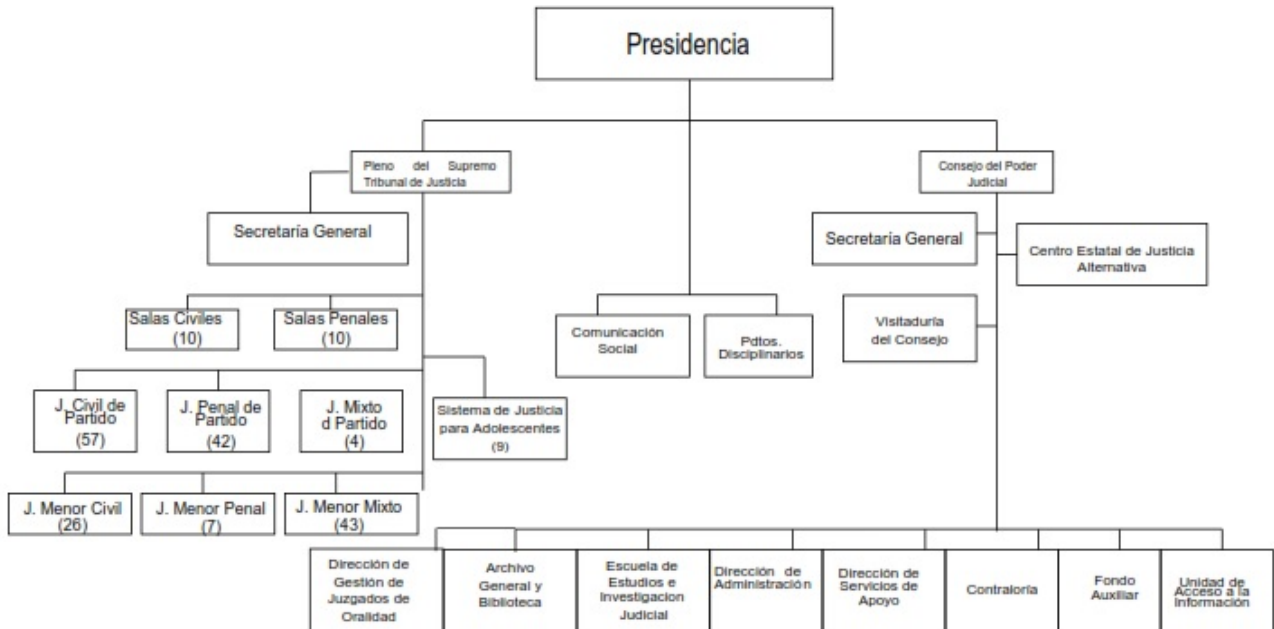 Presidencia
Pleno del Supremo
Tribunal de Justicia
Consejo del Poder
Judicial
Secretaría General
Secretaría General
Centro Estatal de Justicia
Alternativa
Salas Civiles
(10)
Salas Penales
(10)
Comunicación
Social
Pdtos.
Disciplinarios
Visitaduría
del Consejo
J. Civil de
Partido
(57)
J. Penal de
Partido
(42)
J. Mixto
d Partido
(4)
Sistema de Justicia
para Adolescentes
(9)
J. Menor Civil
(26)
J. Menor Penal
(7)
J. Menor Mixto
(43)
Dirección de
Gestión de
Juzgados de
Oralidad
Archivo
General y
Biblioteca
Escuela de
Estudios e
Investigacion
Judicial
Dirección de
Administración
Dirección de
Servicios de
Apoyo
Contraloría
Fondo
Auxiliar
Unidad de
Acceso a la
Información